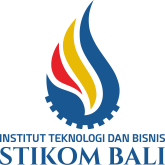 INSTITUT TEKNOLOGI DAN BISNIS
STIKOM BALI